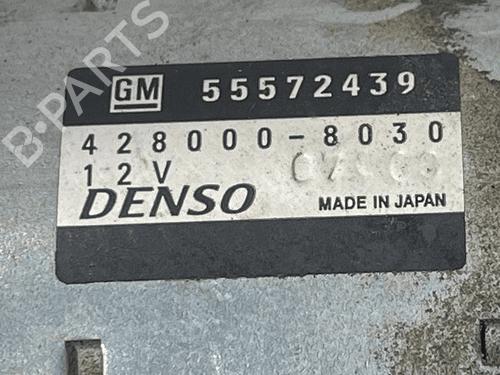 B-PARTS
GM 55572439
428000-8030
12V
DENSO MADE IN JAPAN